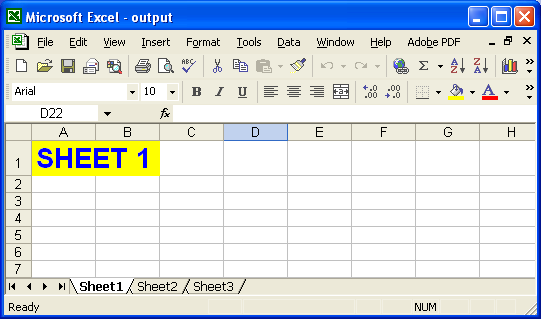 Microsoft Excel - output
File Edit View Insert Format Tools Data Window Help Adobe PDF
Arial 10 B I U
D22 fx
A B C D E F G H
1 SHEET 1
2
3
4
5
6
7
Sheet1 Sheet2 Sheet3
Ready NUM